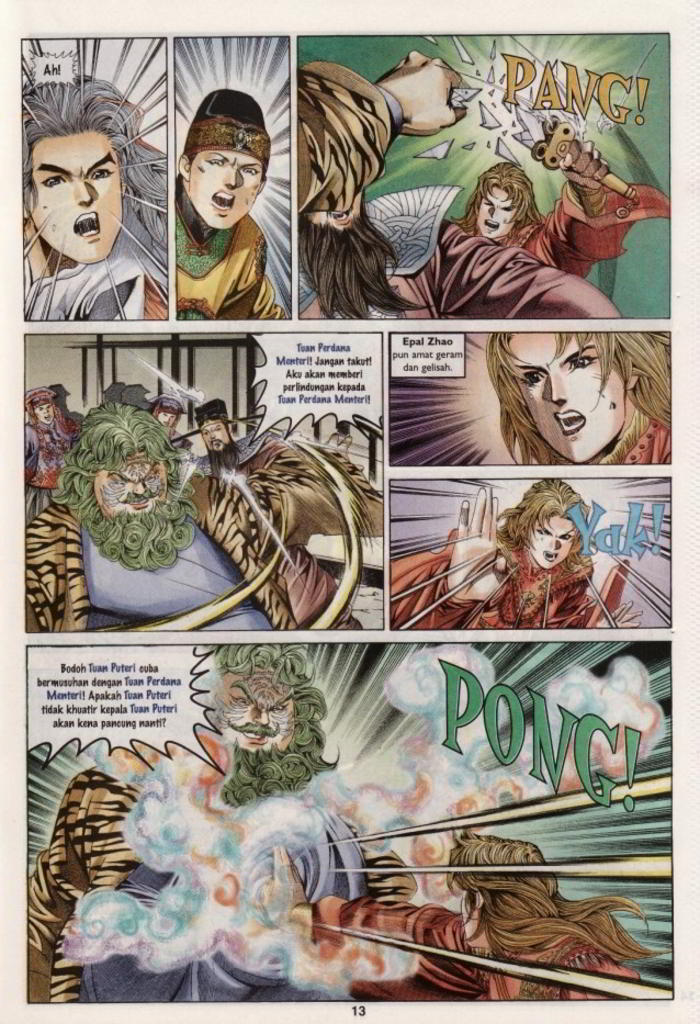 Ah!
PANG!
Tuan Perdana
Menteri! Jangan takut!
Aku akan memberi
perlindungan kepada
Tuan Perdana Menteri!
Epal Zhao
pun amat geram
dan gelisah.
Yak!
Bodoh Tuan Puteri cuba
bermusuhan dengan Tuan Perdana
Menteri! Apakah Tuan Puteri
tidak khuatir kepala Tuan Puteri
akan kena pancung nanti?
PONG!
13